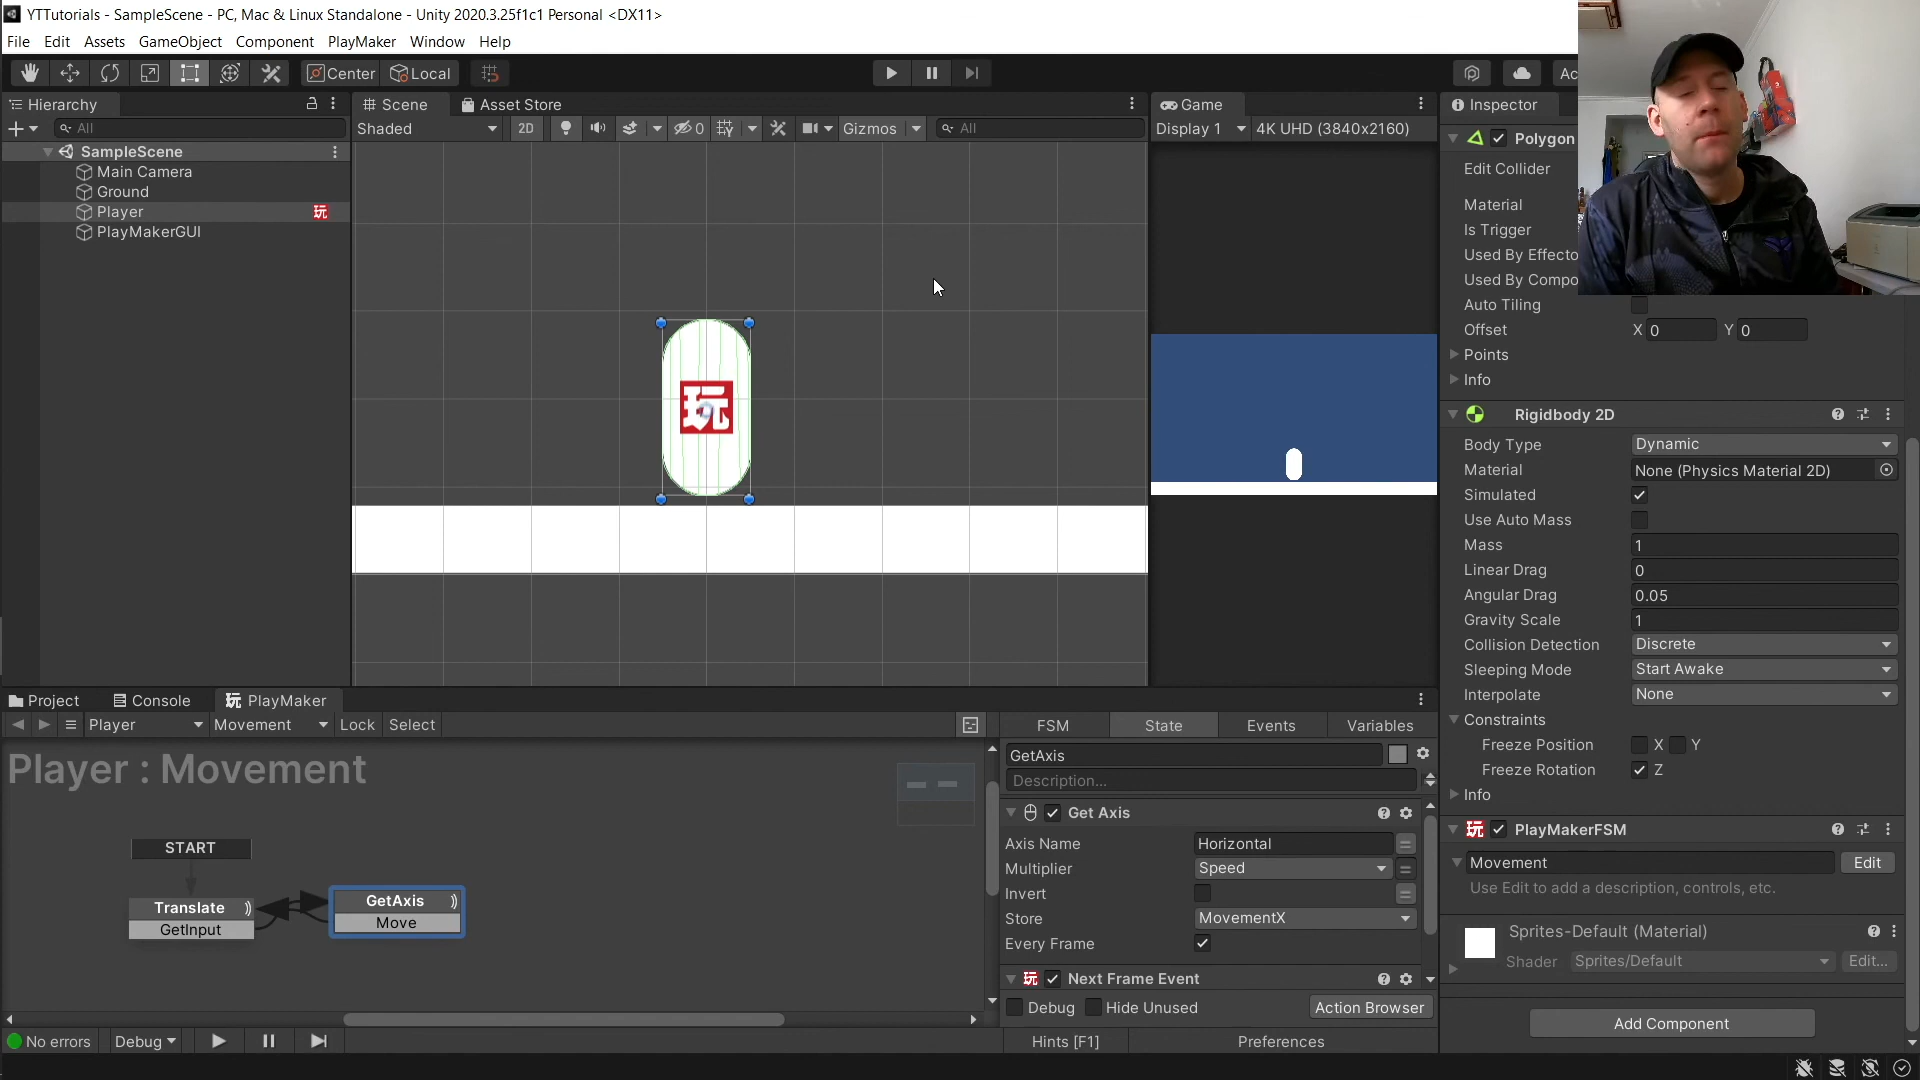 YTTutorials - SampleScene - PC, Mac & Linux Standalone - Unity 2020.3.25f1c1 Personal <DX11>
File Edit Assets GameObject Component PlayMaker Window Help
Center Local Ac
Hierarchy
All
SampleScene
Main Camera
Ground
Player 玩
PlayMakerGUI
Scene Asset Store
Shaded 2D 0 Gizmos All
玩
Game
Display 1 4K UHD (3840x2160)
Inspector
Polygon
Edit Collider
Material
Is Trigger
Used By Effecto
Used By Compo
Auto Tiling
Offset X 0 Y 0
Points
Info
Rigidbody 2D
Body Type Dynamic
Material None (Physics Material 2D)
Simulated
Use Auto Mass
Mass 1
Linear Drag 0
Angular Drag 0.05
Gravity Scale 1
Collision Detection Discrete
Sleeping Mode Start Awake
Interpolate None
Constraints
Freeze Position X Y
Freeze Rotation Z
Info
玩 PlayMakerFSM
Movement Edit
Use Edit to add a description, controls, etc.
Sprites-Default (Material)
Shader Sprites/Default Edit...
Add Component
Project Console 玩 PlayMaker
Player Movement Lock Select
Player : Movement
START
Translate
GetInput
GetAxis
Move
No errors Debug
FSM State Events Variables
GetAxis
Description...
Get Axis
Axis Name Horizontal
Multiplier Speed
Invert
Store MovementX
Every Frame
玩 Next Frame Event
Debug Hide Unused Action Browser
Hints [F1] Preferences